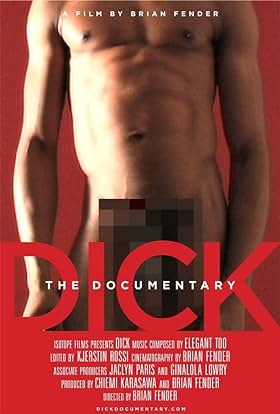 A FILM BY BRIAN FENDER
DICK
THE DOCUMENTARY
ISOTOPE FILMS PRESENTS DICK MUSIC COMPOSED BY ELEGANT TOO
EDITED BY KJERSTIN ROSSI CINEMATOGRAPHY BY BRIAN FENDER
ASSOCIATE PRODUCERS JACLYN PARIS AND GINALOLA LOWRY
PRODUCED BY CHIEMI KARASAWA AND BRIAN FENDER
DIRECTED BY BRIAN FENDER
DICKDOCUMENTARY.COM